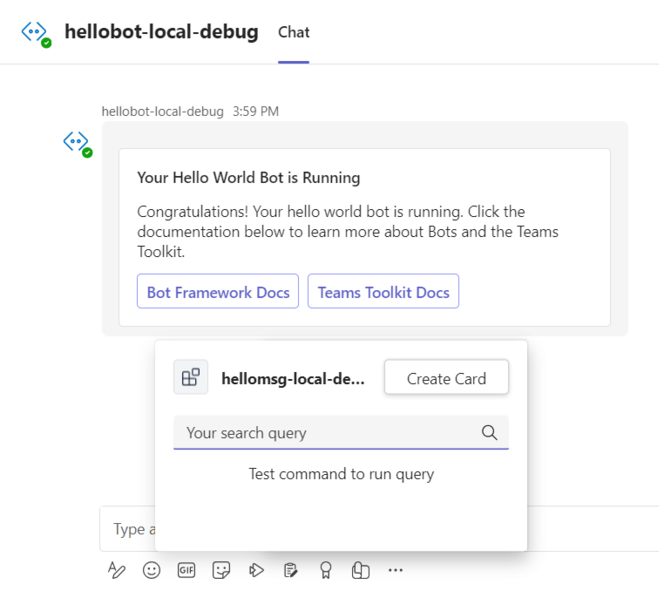 hellobot-local-debug Chat
hellobot-local-debug 3:59 PM
Your Hello World Bot is Running
Congratulations! Your hello world bot is running. Click the
documentation below to learn more about Bots and the Teams
Toolkit.
Bot Framework Docs Teams Toolkit Docs
hellomsg-local-de... Create Card
Your search query
Test command to run query
Type a
GIF